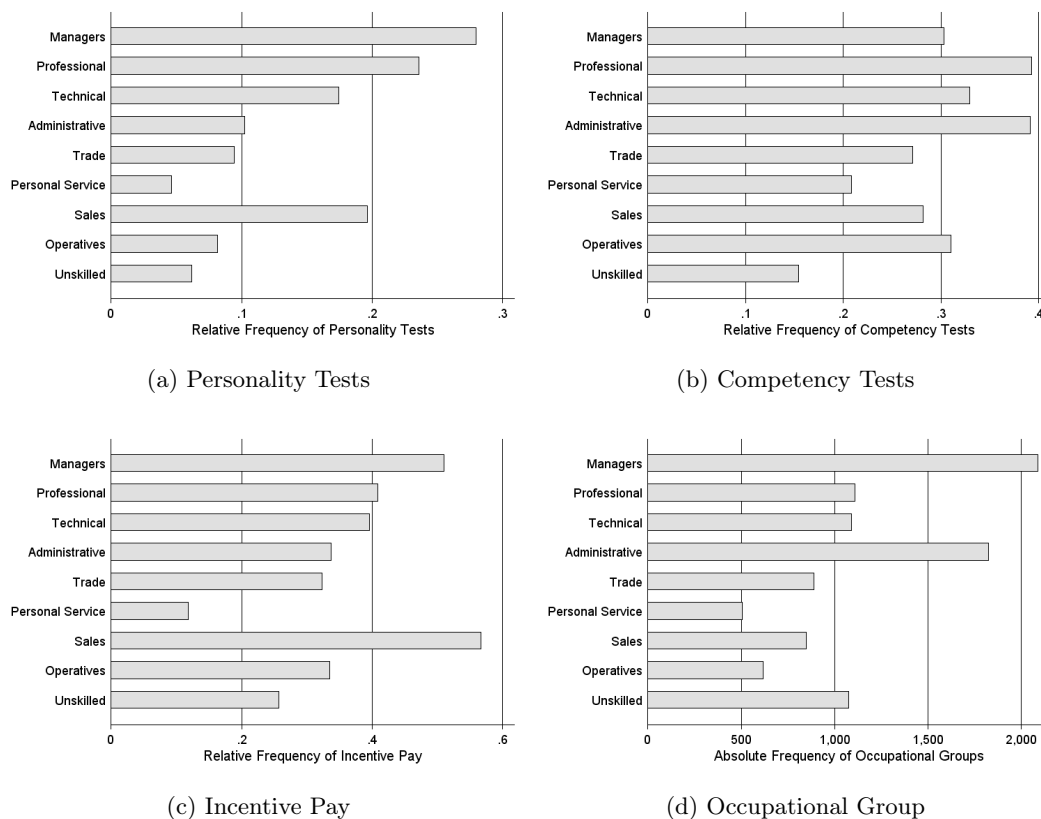 Managers
Professional
Technical
Administrative
Trade
Personal Service
Sales
Operatives
Unskilled
0 .1 .2 .3
Relative Frequency of Personality Tests
(a) Personality Tests
Managers
Professional
Technical
Administrative
Trade
Personal Service
Sales
Operatives
Unskilled
0 .1 .2 .3 .4
Relative Frequency of Competency Tests
(b) Competency Tests
Managers
Professional
Technical
Administrative
Trade
Personal Service
Sales
Operatives
Unskilled
0 .2 .4 .6
Relative Frequency of Incentive Pay
(c) Incentive Pay
Managers
Professional
Technical
Administrative
Trade
Personal Service
Sales
Operatives
Unskilled
0 500 1,000 1,500 2,000
Absolute Frequency of Occupational Groups
(d) Occupational Group